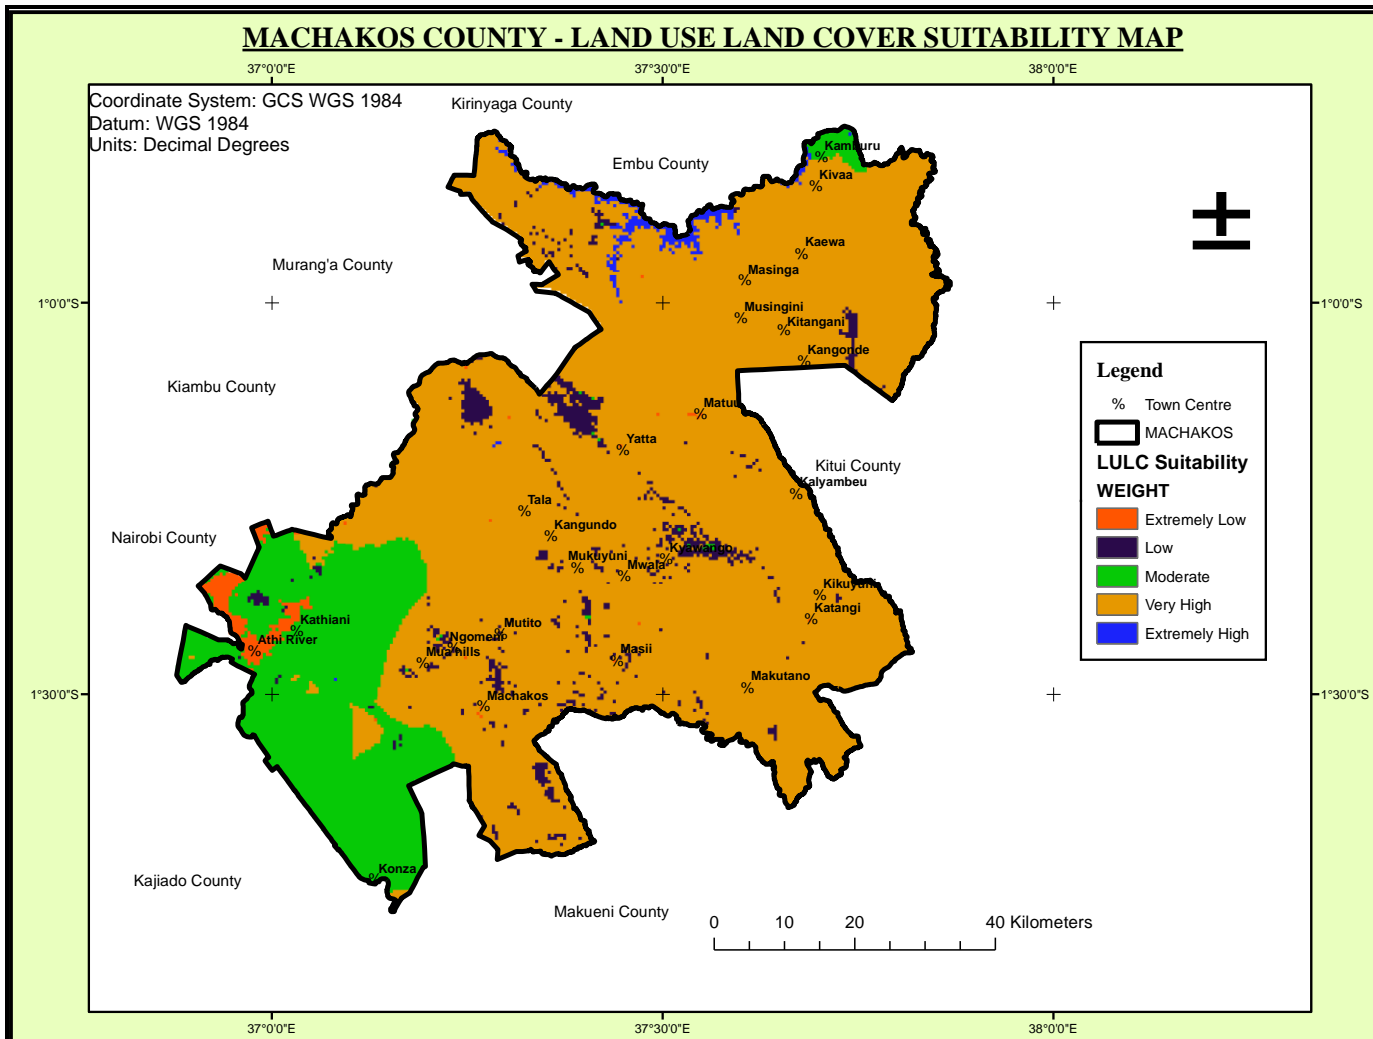 MACHAKOS COUNTY - LAND USE LAND COVER SUITABILITY MAP
37°0'0"E
37°30'0"E
38°0'0"E
Coordinate System: GCS WGS 1984
Datum: WGS 1984
Units: Decimal Degrees
Kirinyaga County
Embu County
Kamburu
Kivaa
Murang'a County
Kaewa
Masinga
1°0'0"S
1°0'0"S
Musingini
Kitangani
Kangonde
Kiambu County
Matuu
Yatta
Kitui County
Kalyambeu
Tala
Kangundo
Nairobi County
Kyawango
Mukuyuni
Mwala
Kikuyuni
Katangi
Kathiani
Mutito
Athi River
Ngomeni
Mua hills
Masii
Makutano
Machakos
1°30'0"S
1°30'0"S
Konza
Kajiado County
Makueni County
Legend
% Town Centre
MACHAKOS
LULC Suitability
WEIGHT
Extremely Low
Low
Moderate
Very High
Extremely High
0 10 20 40 Kilometers
37°0'0"E
37°30'0"E
38°0'0"E